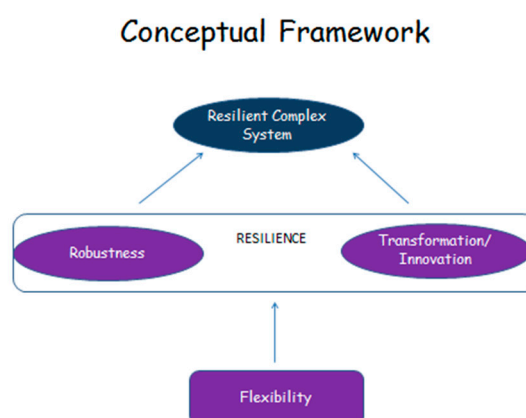 Conceptual Framework
Resilient Complex
System
Robustness
RESILIENCE
Transformation/
Innovation
Flexibility